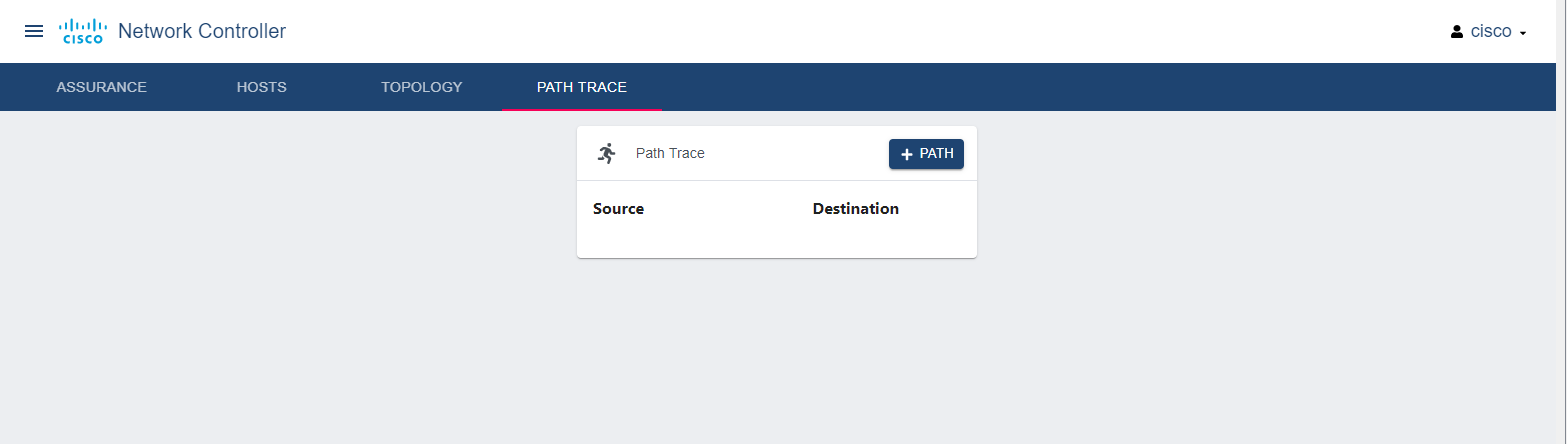 cisco Network Controller cisco
ASSURANCE HOSTS TOPOLOGY PATH TRACE
Path Trace + PATH
Source Destination